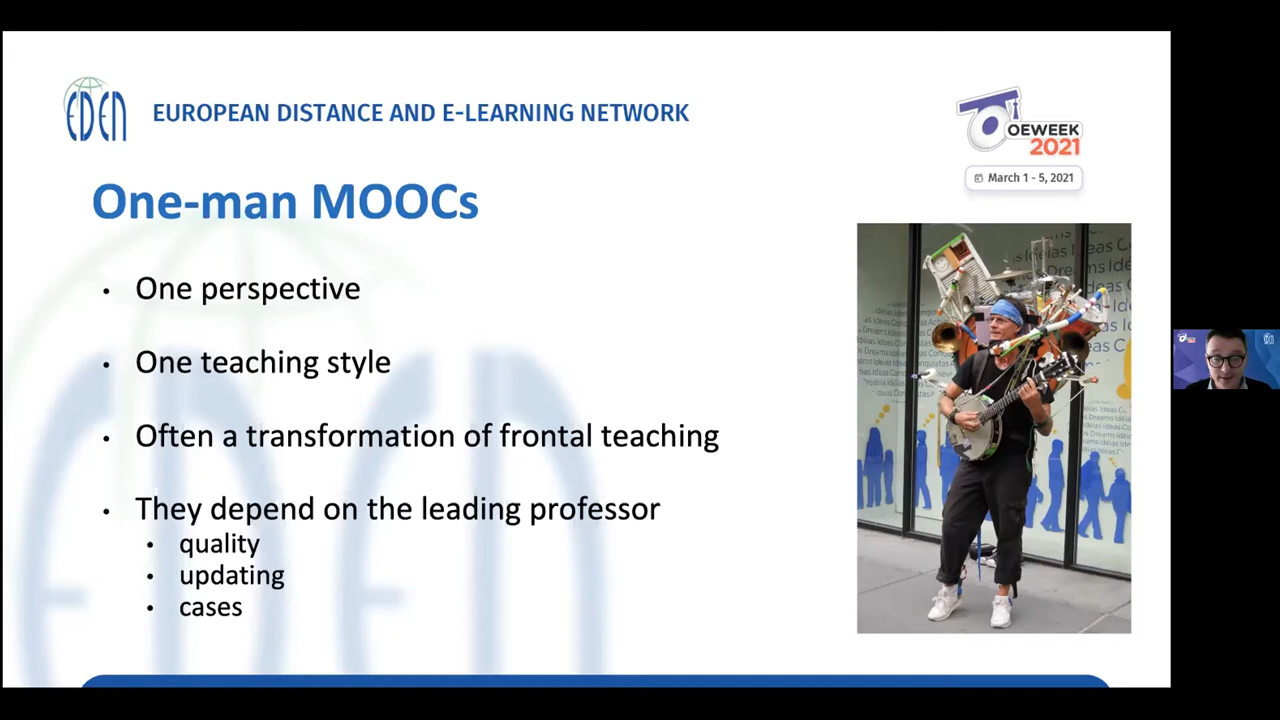 EDEN
EUROPEAN DISTANCE AND E-LEARNING NETWORK
OEWEEK
2021
March 1 - 5, 2021
One-man MOOCs
• One perspective
• One teaching style
• Often a transformation of frontal teaching
• They depend on the leading professor
• quality
• updating
• cases